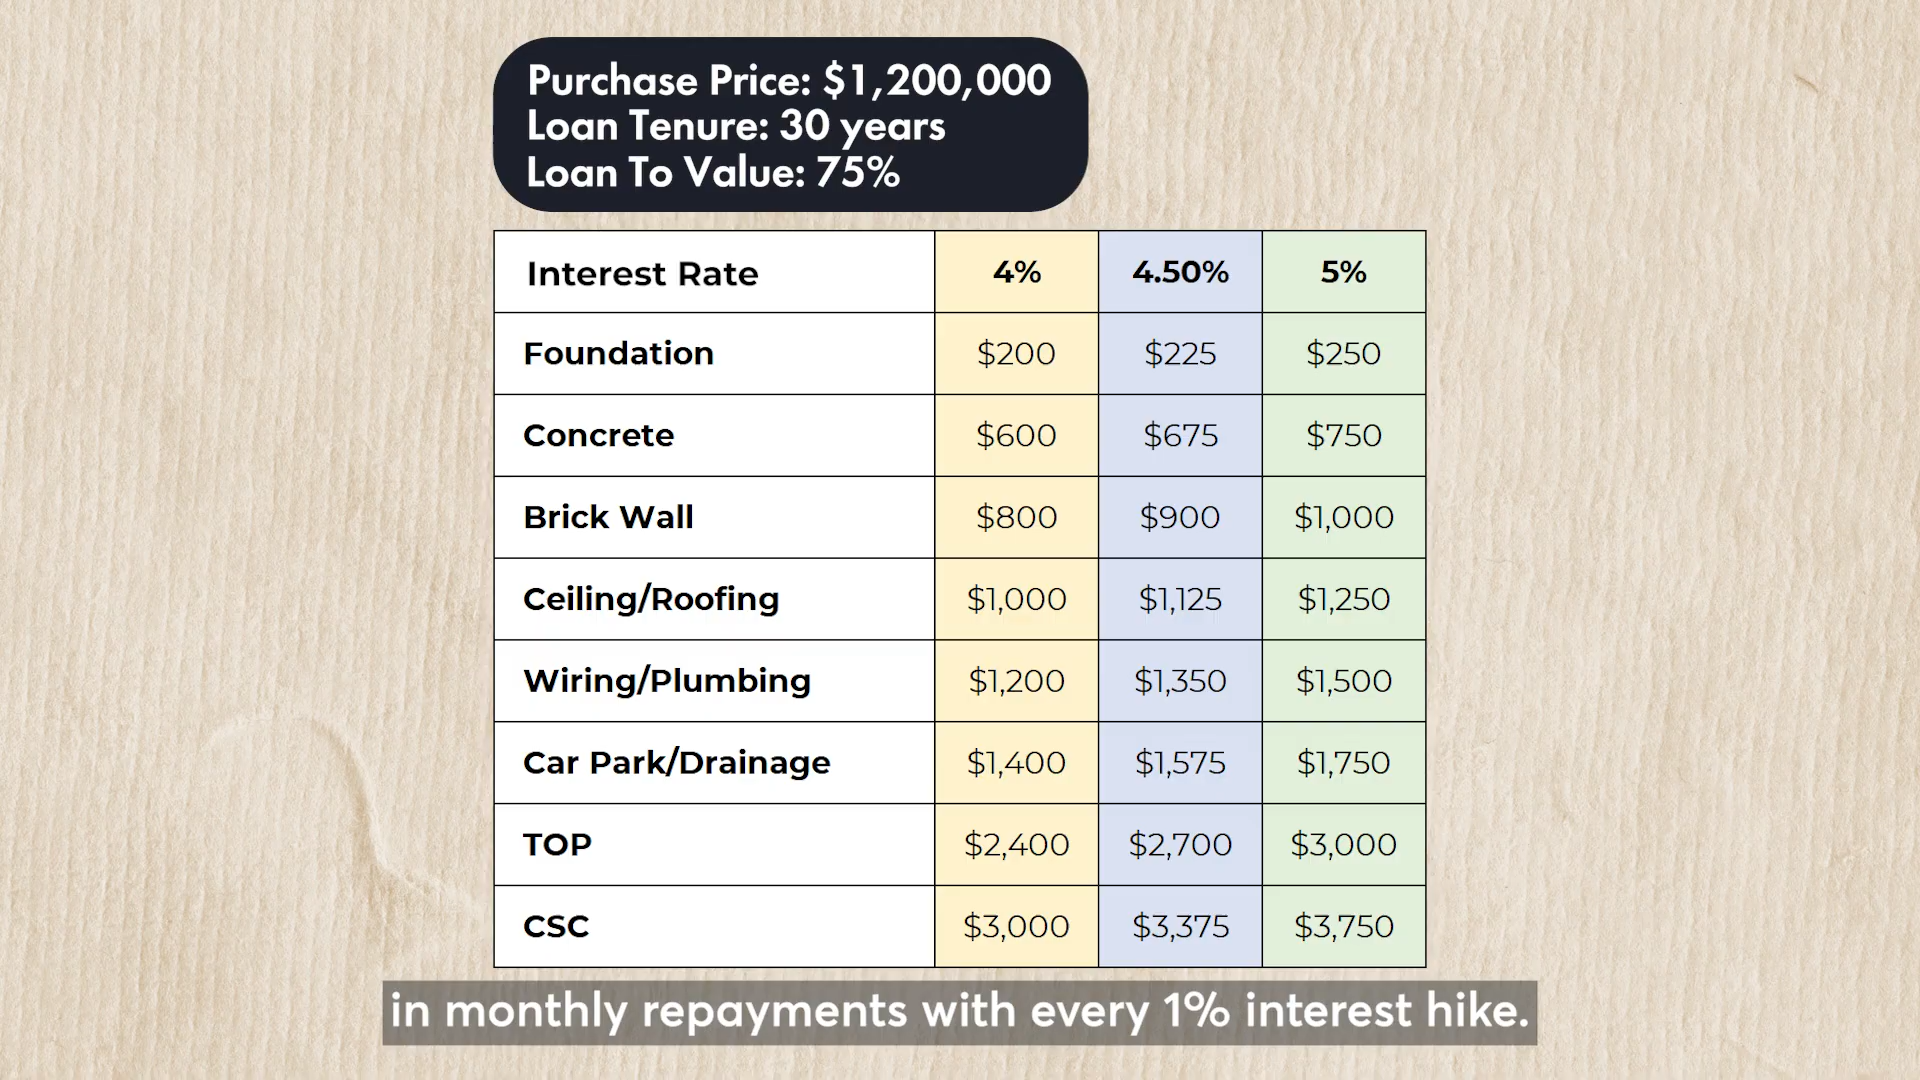 Purchase Price: $1,200,000
Loan Tenure: 30 years
Loan To Value: 75%
Interest Rate 4% 4.50% 5%
Foundation $200 $225 $250
Concrete $600 $675 $750
Brick Wall $800 $900 $1,000
Ceiling/Roofing $1,000 $1,125 $1,250
Wiring/Plumbing $1,200 $1,350 $1,500
Car Park/Drainage $1,400 $1,575 $1,750
TOP $2,400 $2,700 $3,000
CSC $3,000 $3,375 $3,750
in monthly repayments with every 1% interest hike.